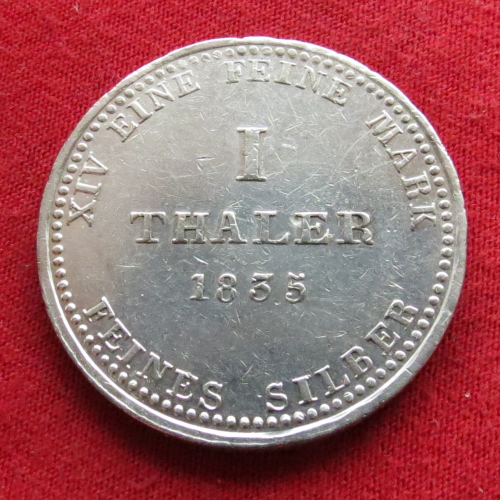 XIV EINE FEINE MARK
I
THALER
1835
FEINES SILBER